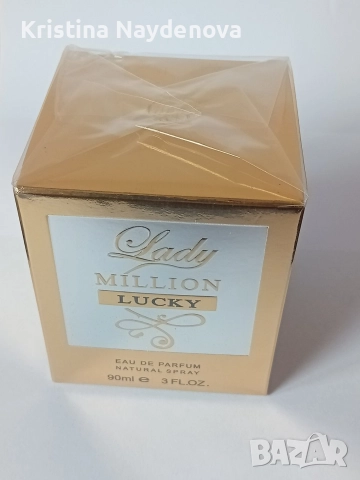 Kristina Naydenova
Lady
MILLION
LUCKY
EAU DE PARFUM
NATURAL SPRAY
90ml e 3 FL.OZ.
BAZAR